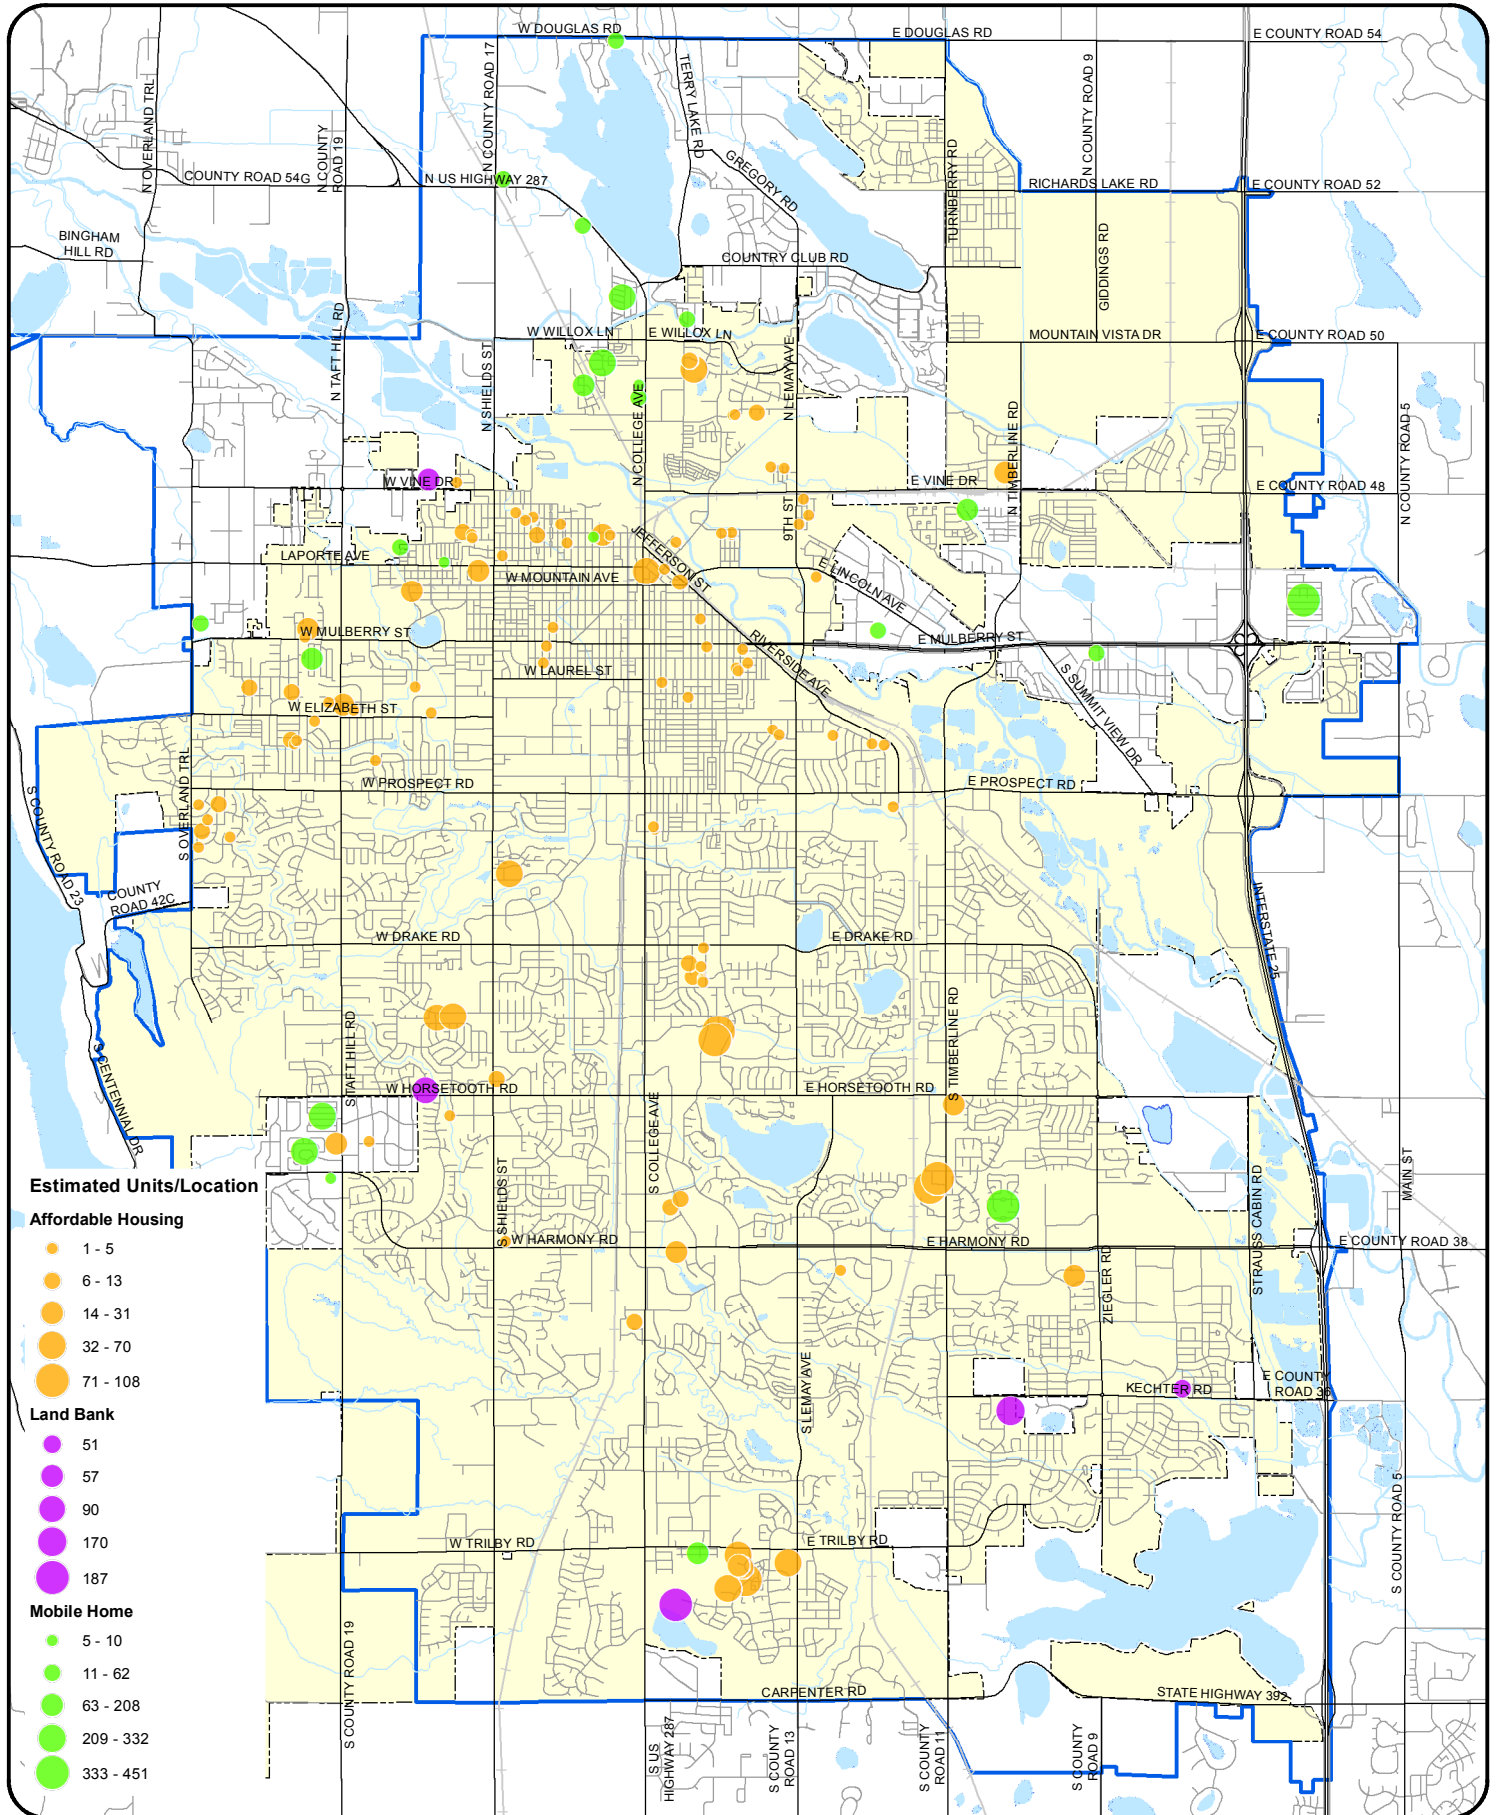 W DOUGLAS RD
E DOUGLAS RD
E COUNTY ROAD 54
N OVERLAND TRL
N COUNTY
ROAD 19
N COUNTY ROAD 17
TERRY LAKE RD
N COUNTY ROAD 9
COUNTY ROAD 54G
N US HIGHWAY 287
GREGORY RD
TURNBERRY RD
RICHARDS LAKE RD
E COUNTY ROAD 52
BINGHAM
HILL RD
COUNTRY CLUB RD
GIDDINGS RD
N TAFT HILL RD
W WILLOX LN
E WILLOX LN
MOUNTAIN VISTA DR
E COUNTY ROAD 50
N SHIELDS ST
N COLLEGE AVE
N LEMAY AVE
N TIMBERLINE RD
N COUNTY ROAD 5
W VINE DR
E VINE DR
E COUNTY ROAD 48
9TH ST
JEFFERSON ST
LAPORTE AVE
W MOUNTAIN AVE
E LINCOLN AVE
W MULBERRY ST
E MULBERRY ST
RIVERSIDE AVE
W LAUREL ST
S SUMMIT VIEW DR
W ELIZABETH ST
S OVERLAND TRL
W PROSPECT RD
E PROSPECT RD
S COUNTY ROAD 23
COUNTY
ROAD 42C
INTERSTATE 25
W DRAKE RD
E DRAKE RD
S TAFT HILL RD
S TIMBERLINE RD
S CENTENNIAL DR
W HORSETOOTH RD
E HORSETOOTH RD
S COLLEGE AVE
S SHIELDS ST
STRAUSS CABIN RD
MAIN ST
W HARMONY RD
E HARMONY RD
E COUNTY ROAD 38
ZIEGLER RD
S LEMAY AVE
KECHTER RD
E COUNTY
ROAD 36
S COUNTY ROAD 5
W TRILBY RD
E TRILBY RD
S COUNTY ROAD 19
CARPENTER RD
STATE HIGHWAY 392
S US
HIGHWAY 287
S COUNTY
ROAD 13
S COUNTY
ROAD 11
S COUNTY
ROAD 9
Estimated Units/Location
Affordable Housing
1 - 5
6 - 13
14 - 31
32 - 70
71 - 108
Land Bank
51
57
90
170
187
Mobile Home
5 - 10
11 - 62
63 - 208
209 - 332
333 - 451